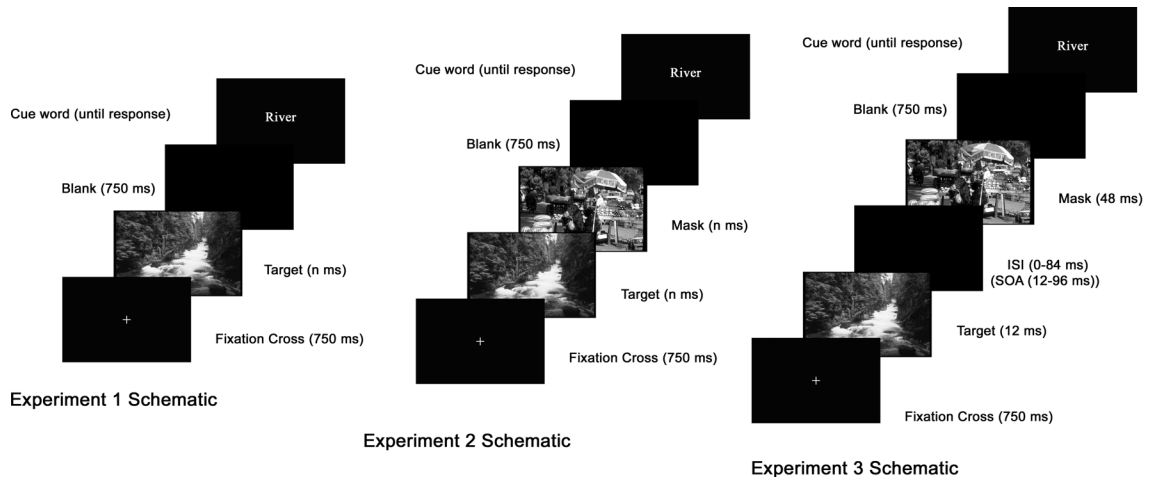 River
Cue word (until response)
Blank (750 ms)
Target (n ms)
+
Fixation Cross (750 ms)
Experiment 1 Schematic
River
Cue word (until response)
Blank (750 ms)
Mask (n ms)
Target (n ms)
+
Fixation Cross (750 ms)
Experiment 2 Schematic
River
Cue word (until response)
Blank (750 ms)
Mask (48 ms)
ISI (0-84 ms)
(SOA (12-96 ms))
Target (12 ms)
+
Fixation Cross (750 ms)
Experiment 3 Schematic